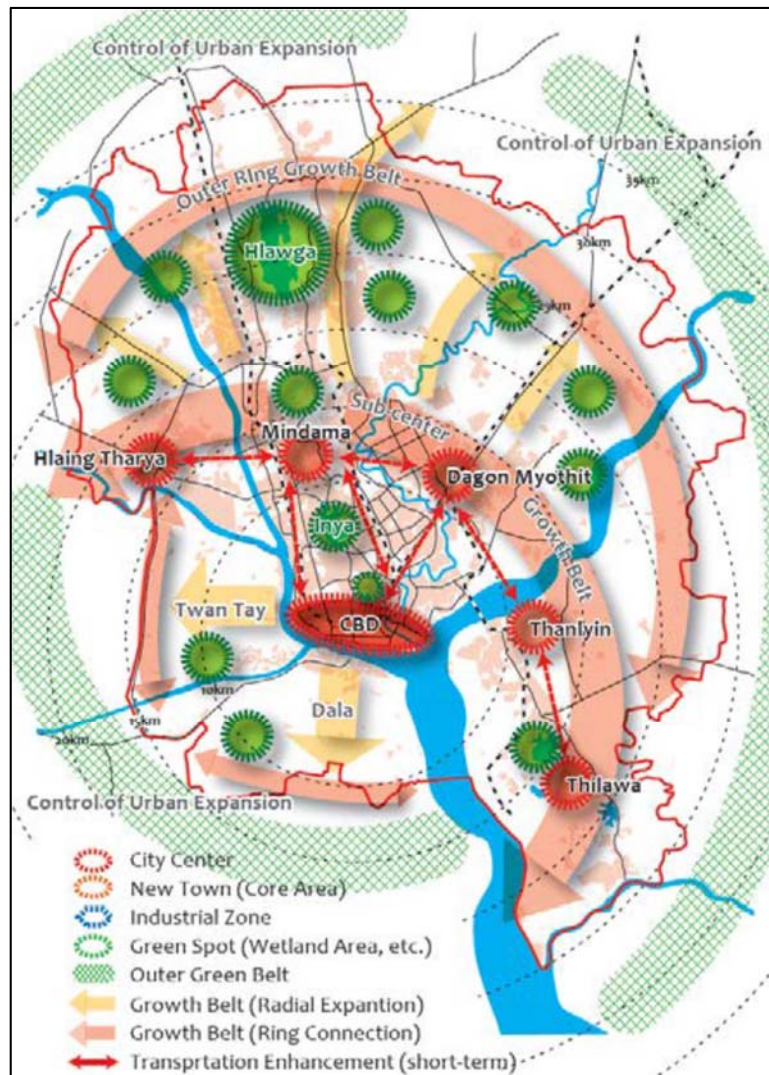 Control of Urban Expansion
Control of Urban Expansion
35km
Outer Ring Growth Belt
30km
Hlawga
25km
Sub center
Mindama
Hlaing Tharya
Dagon Myothit
Inya
Growth Belt
Twan Tay
CBD
Thanlyin
10km
Dala
15km
20km
Thilawa
Control of Urban Expansion
City Center
New Town (Core Area)
Industrial Zone
Green Spot (Wetland Area, etc.)
Outer Green Belt
Growth Belt (Radial Expantion)
Growth Belt (Ring Connection)
Transprtation Enhancement (short-term)